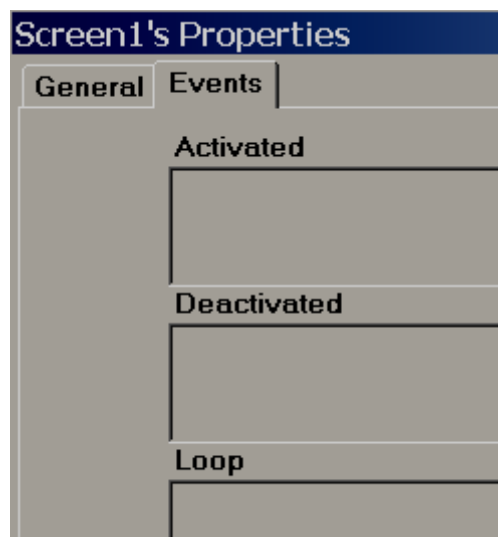 Screen1's Properties
General Events
Activated
Deactivated
Loop